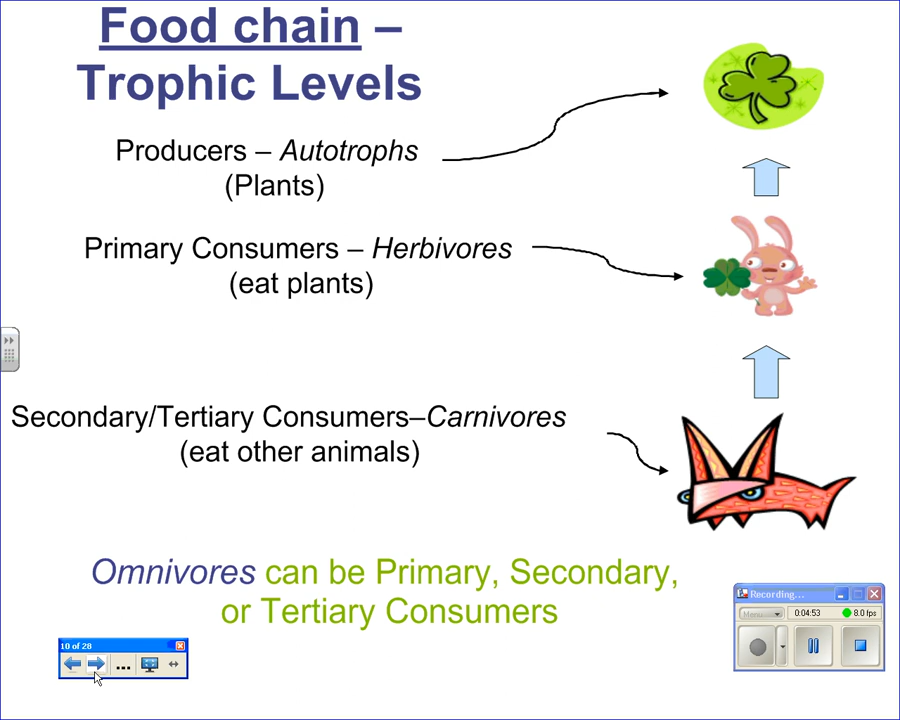 Food chain –
Trophic Levels
Producers – Autotrophs
(Plants)
Primary Consumers – Herbivores
(eat plants)
Secondary/Tertiary Consumers–Carnivores
(eat other animals)
Omnivores can be Primary, Secondary,
or Tertiary Consumers
Recording...
Menu
0:04:53
8.0 fps
10 of 28